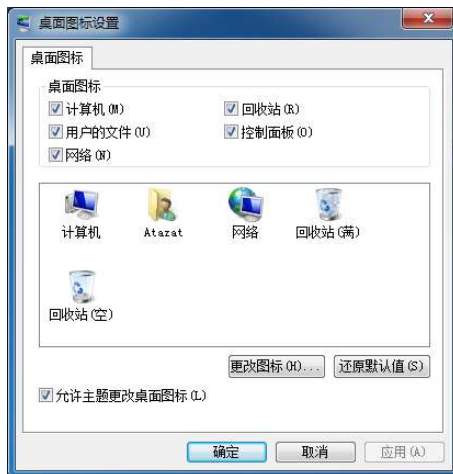 桌面图标设置
桌面图标
桌面图标
计算机(M) 回收站(R)
用户的文件(U) 控制面板(O)
网络(N)
计算机 Atazat 网络 回收站(满)
回收站(空)
更改图标(H)... 还原默认值(S)
允许主题更改桌面图标(L)
确定 取消 应用(A)